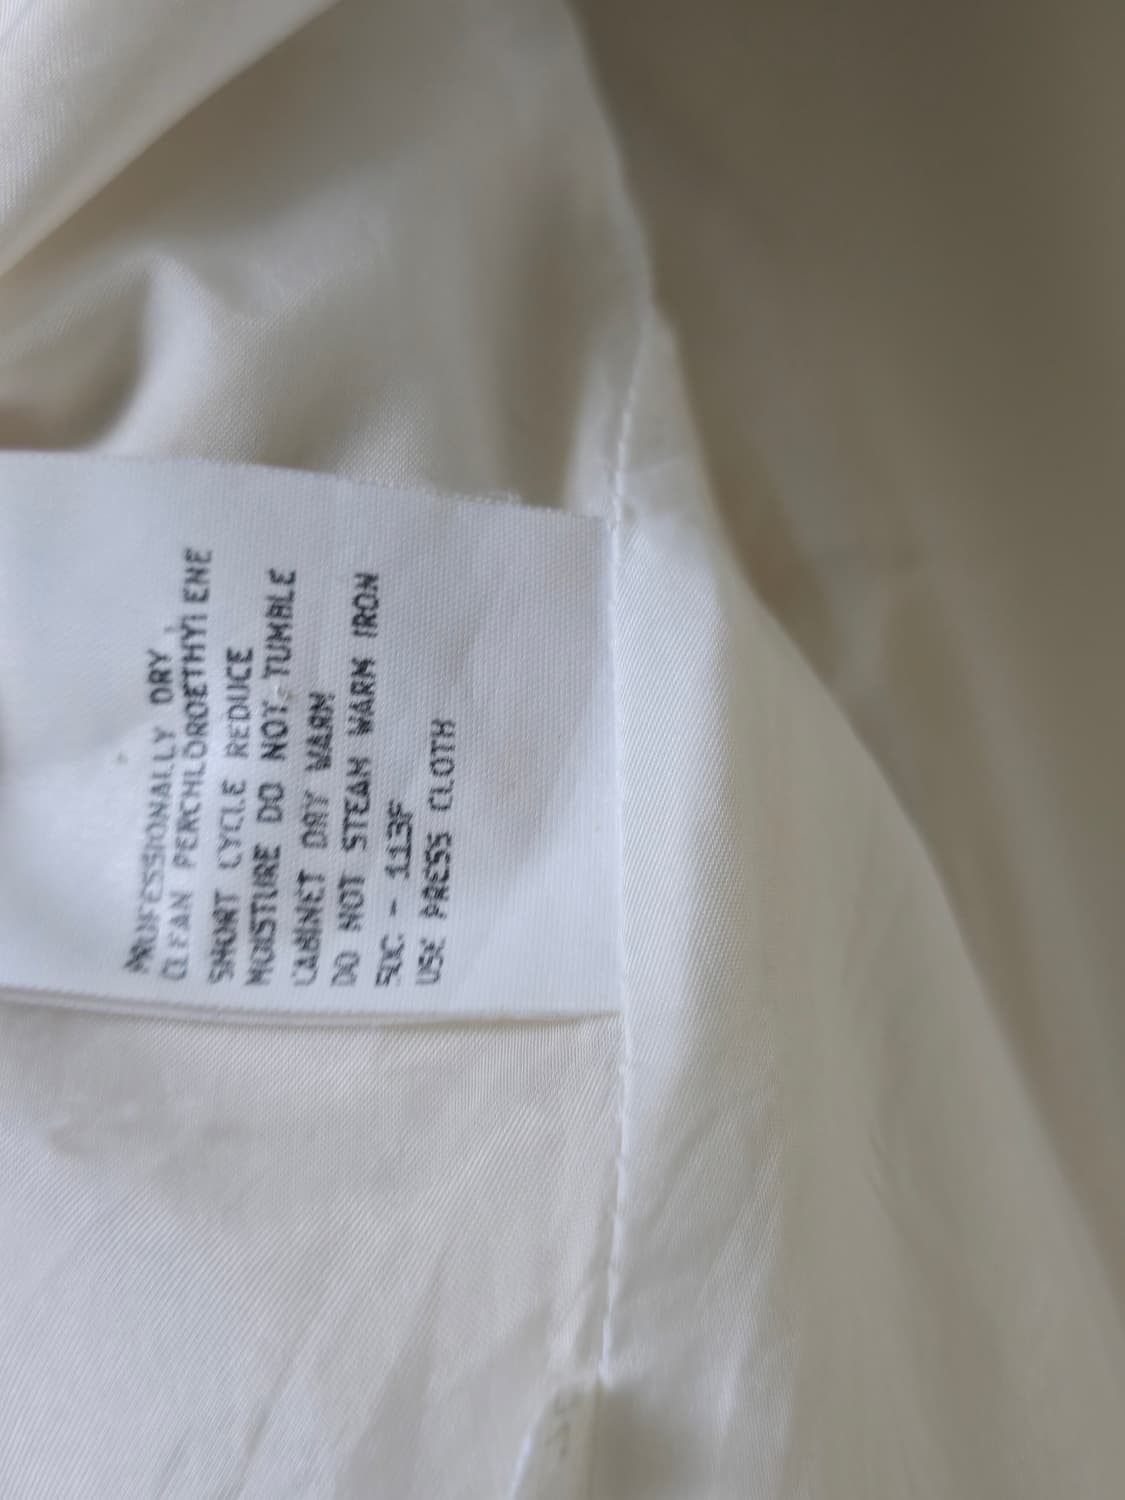 PROFESSIONALLY DRY
CLEAN PERCHLOROETHYLENE
SHORT CYCLE REDUCE
MOISTURE DO NOT TUMBLE
CABINET DRY WARM
DO NOT STEAM WARM IRON
50C - 113F
USE PRESS CLOTH